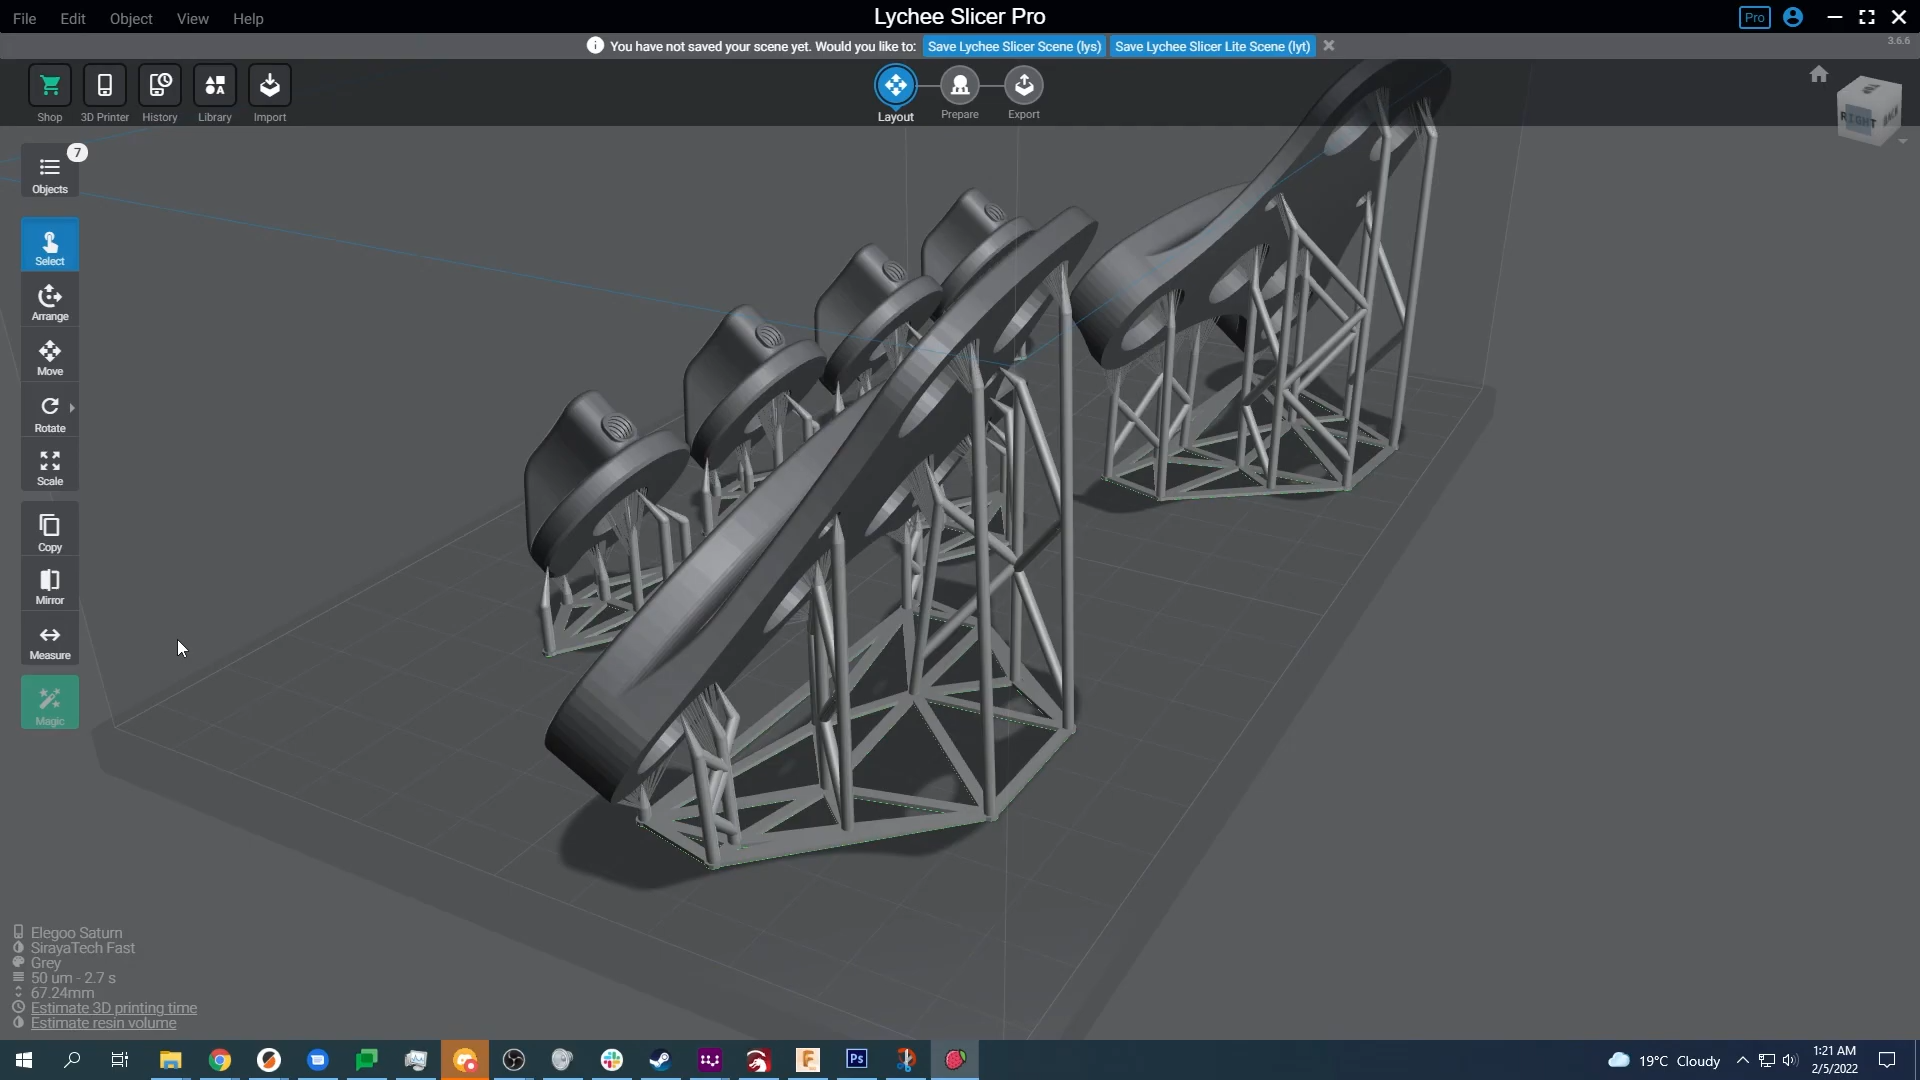 File Edit Object View Help
Lychee Slicer Pro
Pro
You have not saved your scene yet. Would you like to: Save Lychee Slicer Scene (lys) Save Lychee Slicer Lite Scene (lyt)
3.6.6
Shop 3D Printer History Library Import
Layout Prepare Export
RIGHT
7
Objects
Select
Arrange
Move
Rotate
Scale
Copy
Mirror
Measure
Magic
Elegoo Saturn
SirayaTech Fast
Grey
50 um - 2.7 s
67.24mm
Estimate 3D printing time
Estimate resin volume
Ps
19°C Cloudy
1:21 AM
2/5/2022